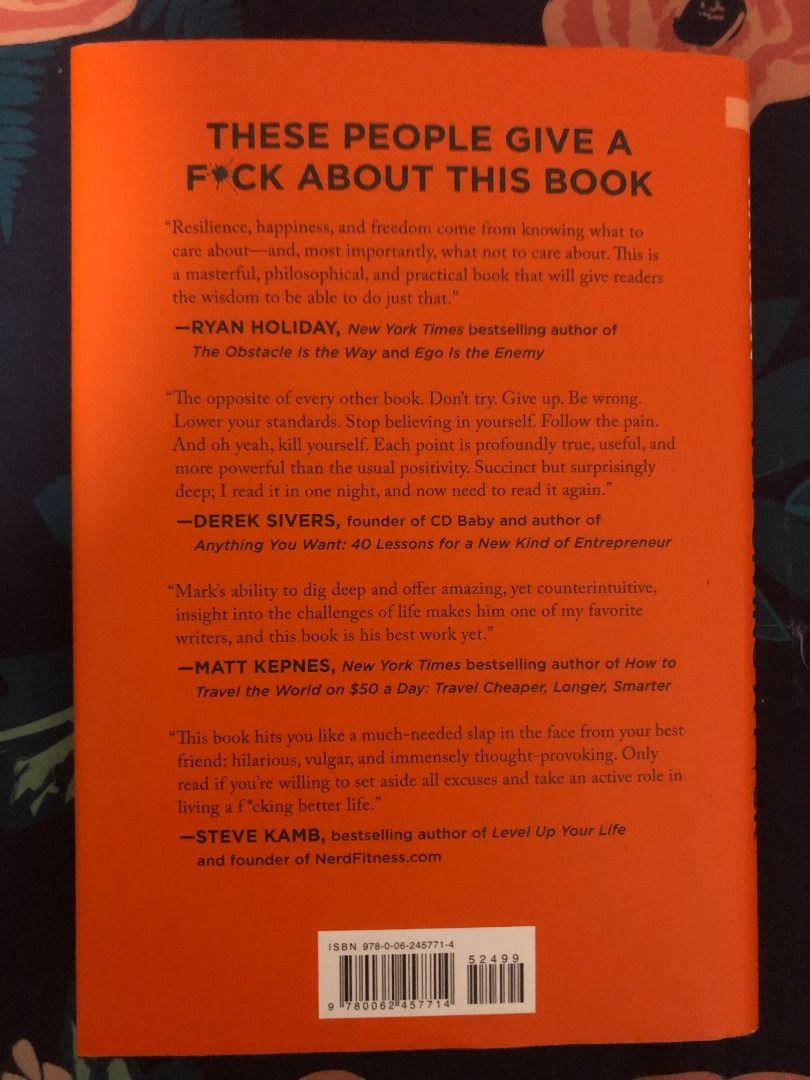 THESE PEOPLE GIVE A
F*CK ABOUT THIS BOOK
“Resilience, happiness, and freedom come from knowing what to
care about—and, most importantly, what not to care about. This is
a masterful, philosophical, and practical book that will give readers
the wisdom to be able to do just that.”
—RYAN HOLIDAY, New York Times bestselling author of
The Obstacle Is the Way and Ego Is the Enemy
“The opposite of every other book. Don’t try. Give up. Be wrong.
Lower your standards. Stop believing in yourself. Follow the pain.
And oh yeah, kill yourself. Each point is profoundly true, useful, and
more powerful than the usual positivity. Succinct but surprisingly
deep; I read it in one night, and now need to read it again.”
—DEREK SIVERS, founder of CD Baby and author of
Anything You Want: 40 Lessons for a New Kind of Entrepreneur
“Mark’s ability to dig deep and offer amazing, yet counterintuitive,
insight into the challenges of life makes him one of my favorite
writers, and this book is his best work yet.”
—MATT KEPNES, New York Times bestselling author of How to
Travel the World on $50 a Day: Travel Cheaper, Longer, Smarter
“This book hits you like a much-needed slap in the face from your best
friend: hilarious, vulgar, and immensely thought-provoking. Only
read if you’re willing to set aside all excuses and take an active role in
living a f*cking better life.”
—STEVE KAMB, bestselling author of Level Up Your Life
and founder of NerdFitness.com
ISBN 978-0-06-245771-4
52499
9 780062 457714